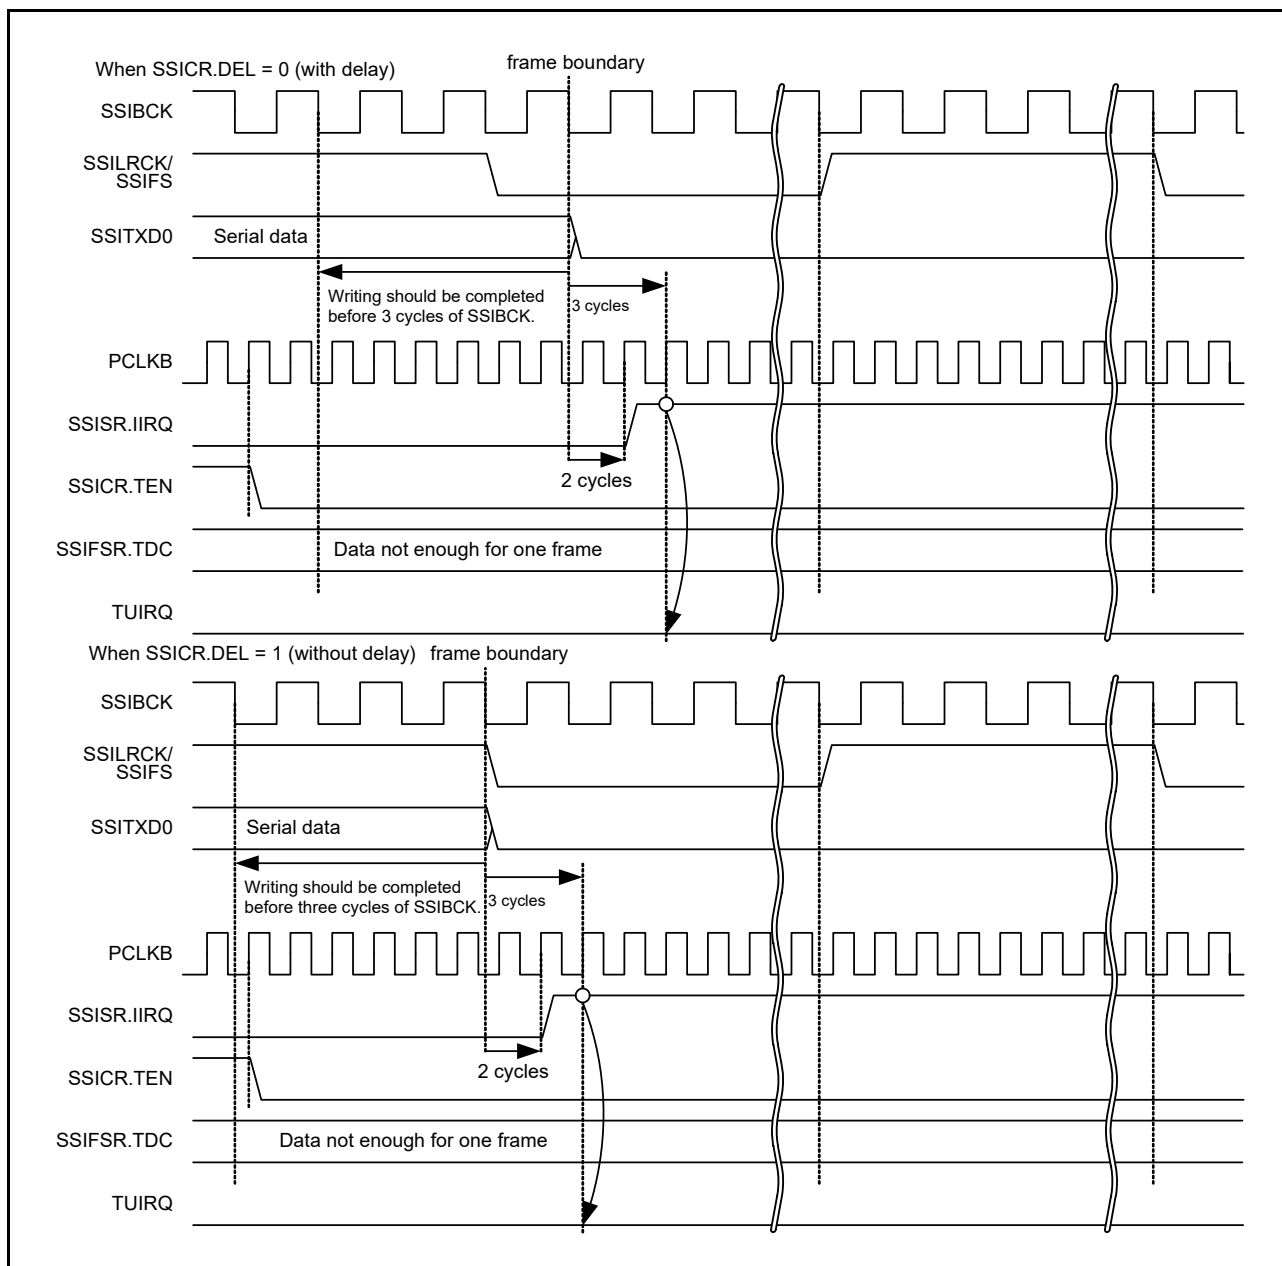 When SSICR.DEL = 0 (with delay)
frame boundary
SSIBCK
SSILRCK/
SSIFS
SSITXD0
Serial data
Writing should be completed
before 3 cycles of SSIBCK.
3 cycles
PCLKB
SSISR.IIRQ
2 cycles
SSICR.TEN
SSIFSR.TDC
Data not enough for one frame
TUIRQ
When SSICR.DEL = 1 (without delay)
frame boundary
SSIBCK
SSILRCK/
SSIFS
SSITXD0
Serial data
Writing should be completed
before three cycles of SSIBCK.
3 cycles
PCLKB
SSISR.IIRQ
2 cycles
SSICR.TEN
SSIFSR.TDC
Data not enough for one frame
TUIRQ